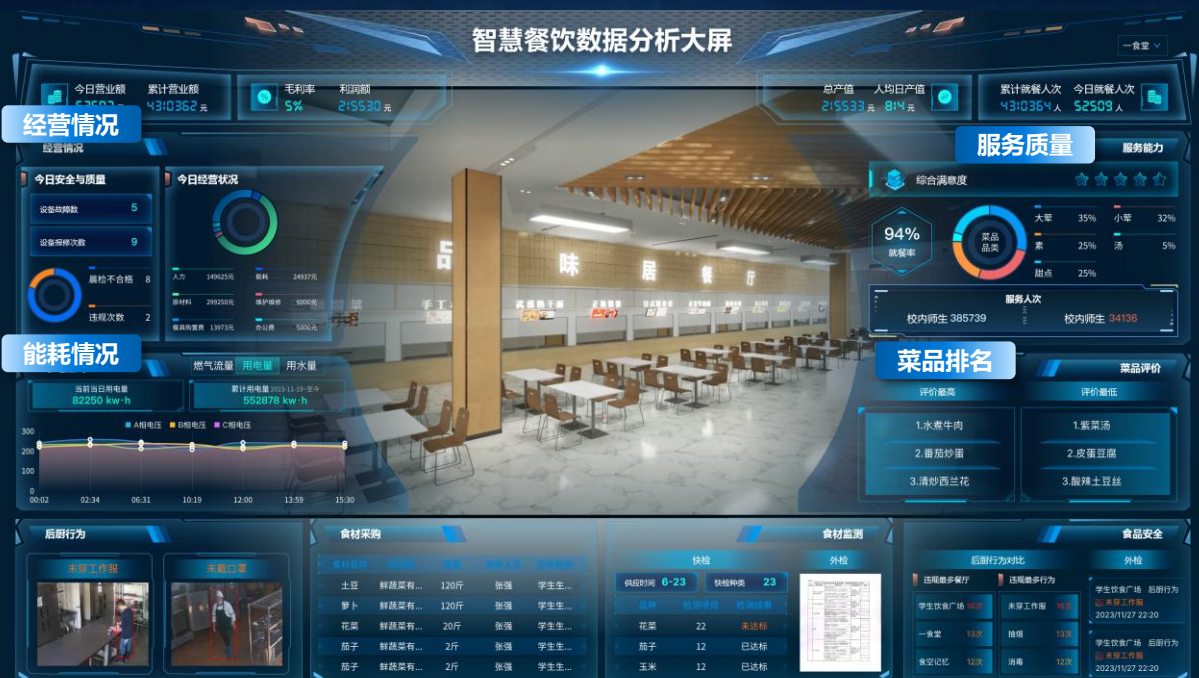 智慧餐饮数据分析大屏
一食堂
今日营业额
累计营业额
4310362 元
毛利率
5%
利润额
215530 元
总产值
215533 元
人均日产值
814 元
累计就餐人次
4310364 人
今日就餐人次
52509 人
经营情况
经营情况
今日安全与质量
设备故障数 5
设备报修次数 9
晨检不合格 8
违规次数 2
今日经营状况
人力 149625元
能耗 24937元
原材料 299250元
维护维修 6800元
餐具购置费 13973元
办公费 5000元
能耗情况
燃气流量 用电量 用水量
当前当日用电量
82250 kw·h
累计用电量 2023-11-19-至今
552878 kw·h
A相电压 B相电压 C相电压
300
200
100
0
00:02 02:34 06:31 10:19 12:00 13:59 15:30
品味居餐厅
服务质量
服务能力
综合满意度
94%
就餐率
菜品
品类
大荤 35%
小荤 32%
素 25%
汤 5%
甜点 25%
服务人次
校内师生 385739
校内师生 34136
菜品排名
菜品评价
评价最高
1.水煮牛肉
2.番茄炒蛋
3.清炒西兰花
评价最低
1.紫菜汤
2.皮蛋豆腐
3.酸辣土豆丝
后厨行为
未穿工作服
未戴口罩
食材采购
土豆 鲜蔬菜有... 120斤 张强 学生生...
萝卜 鲜蔬菜有... 120斤 张强 学生生...
花菜 鲜蔬菜有... 20斤 张强 学生生...
茄子 鲜蔬菜有... 2斤 张强 学生生...
茄子 鲜蔬菜有... 2斤 张强 学生生...
食材监测
快检
供应时间 6-23
快检种类 23
品种 检测项目 检测结果
花菜 22 未达标
茄子 12 已达标
玉米 12 已达标
外检
食品安全
后厨行为对比
违规最多餐厅
学生饮食广场 16次
一食堂 13次
食空记忆 12次
违规最多行为
未穿工作服 16次
抽烟 13次
消毒 12次
外检
学生饮食广场 后厨行为
未穿工作服
2023/11/27 22:20
学生饮食广场 后厨行为
未穿工作服
2023/11/27 22:20